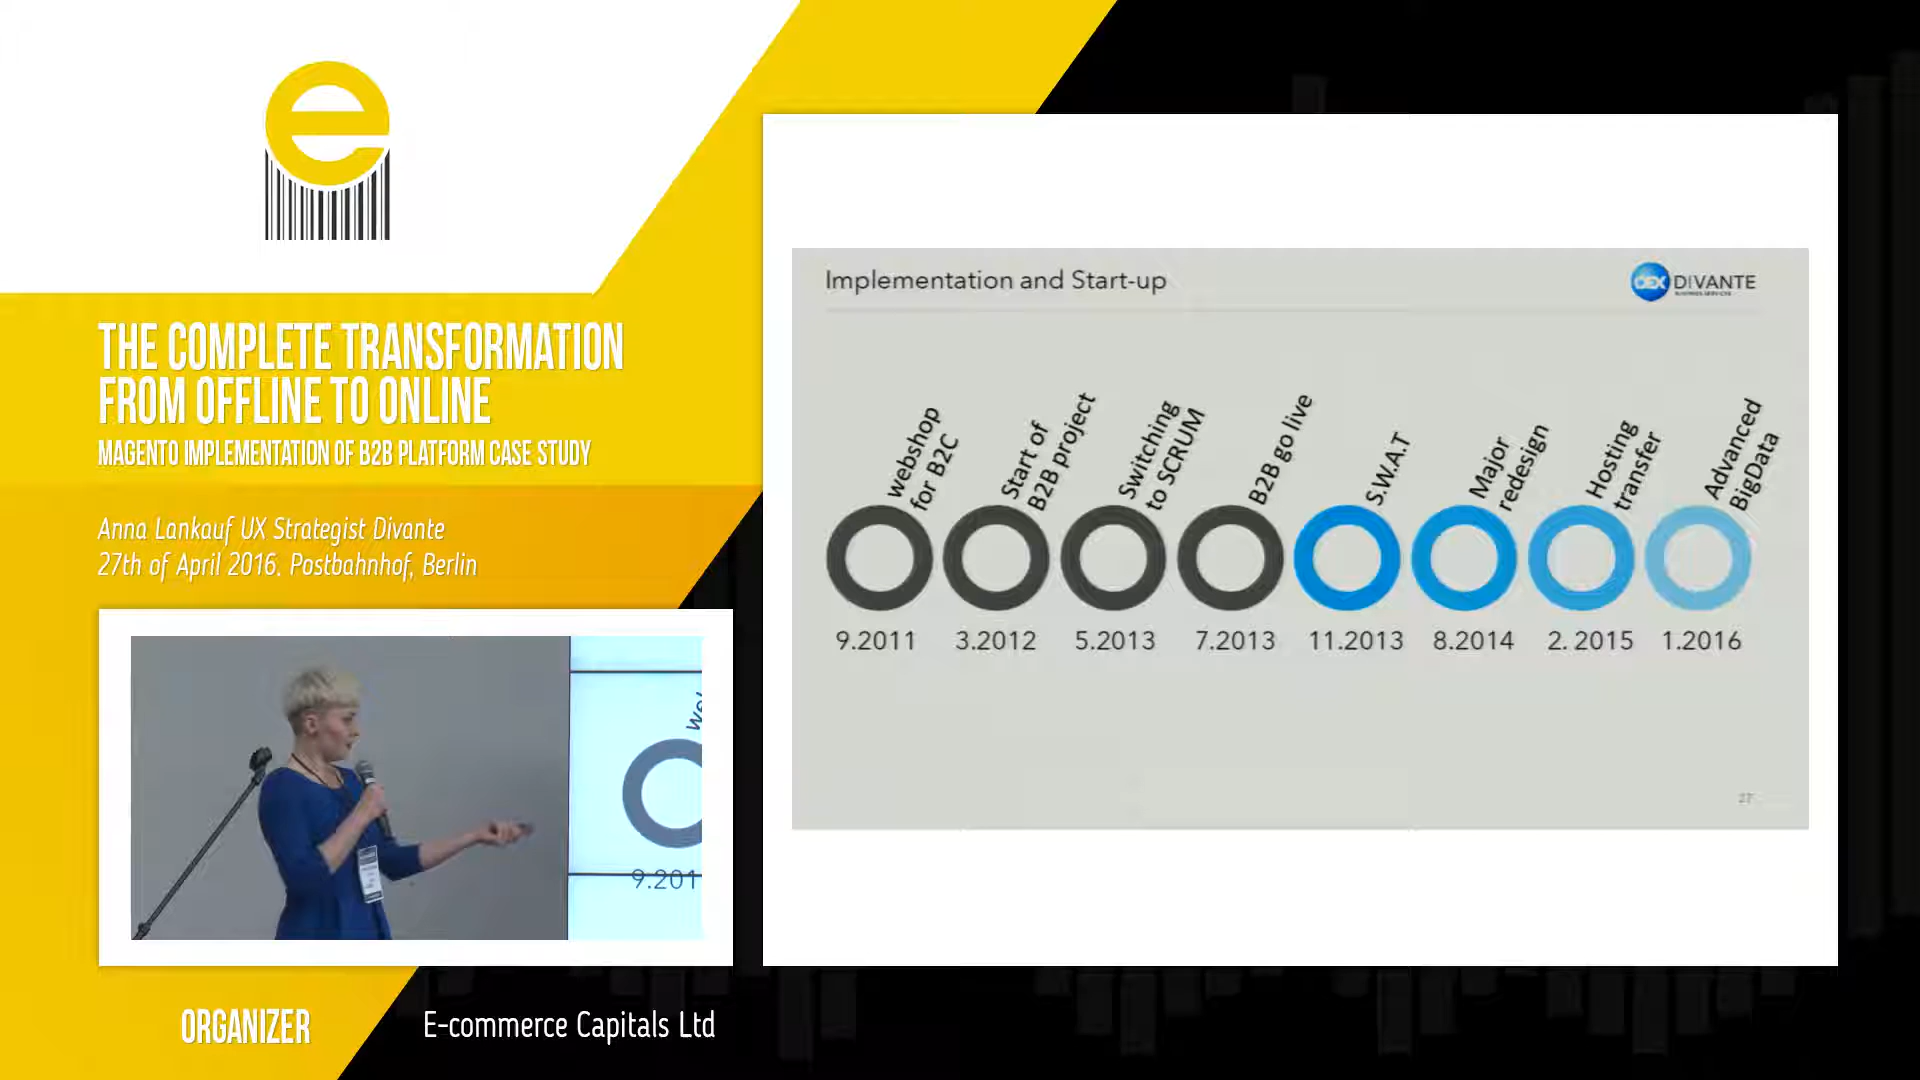 THE COMPLETE TRANSFORMATION
FROM OFFLINE TO ONLINE
MAGENTO IMPLEMENTATION OF B2B PLATFORM CASE STUDY
Anna Lankauf UX Strategist Divante
27th of April 2016, Postbahnhof, Berlin
9.201
ORGANIZER
E-commerce Capitals Ltd
Implementation and Start-up
OEX DIVANTE
webshop
for B2C
Start of
B2B project
Switching
to SCRUM
B2B go live
S.W.A.T
Major
redesign
Hosting
transfer
Advanced
BigData
9.2011
3.2012
5.2013
7.2013
11.2013
8.2014
2. 2015
1.2016
27